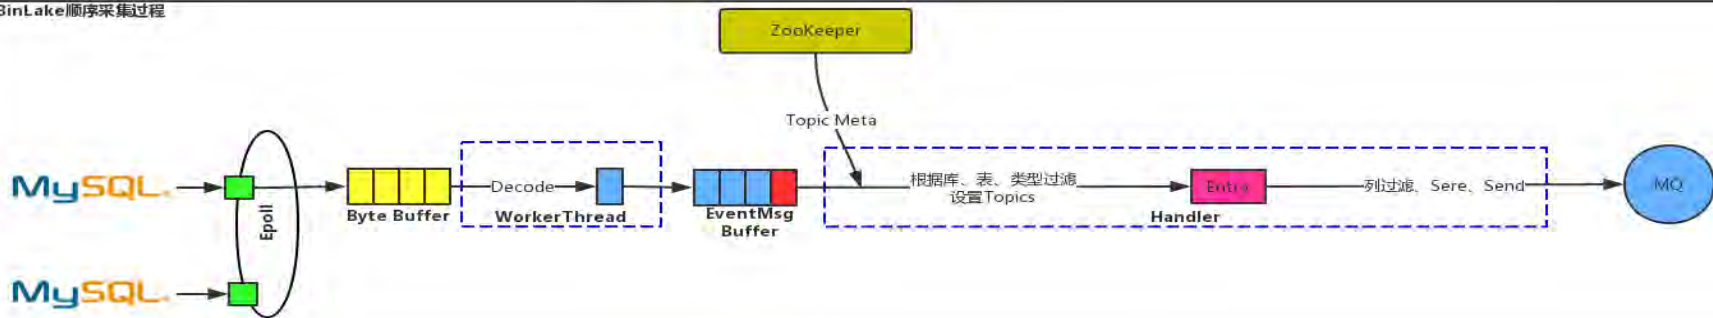 BinLake顺序采集过程
ZooKeeper
Topic Meta
MySQL
Epoll
Byte Buffer
Decode
WorkerThread
EventMsg
Buffer
根据库、表、类型过滤
设置Topics
Entry
Handler
列过滤、Sere、Send
MQ
MySQL